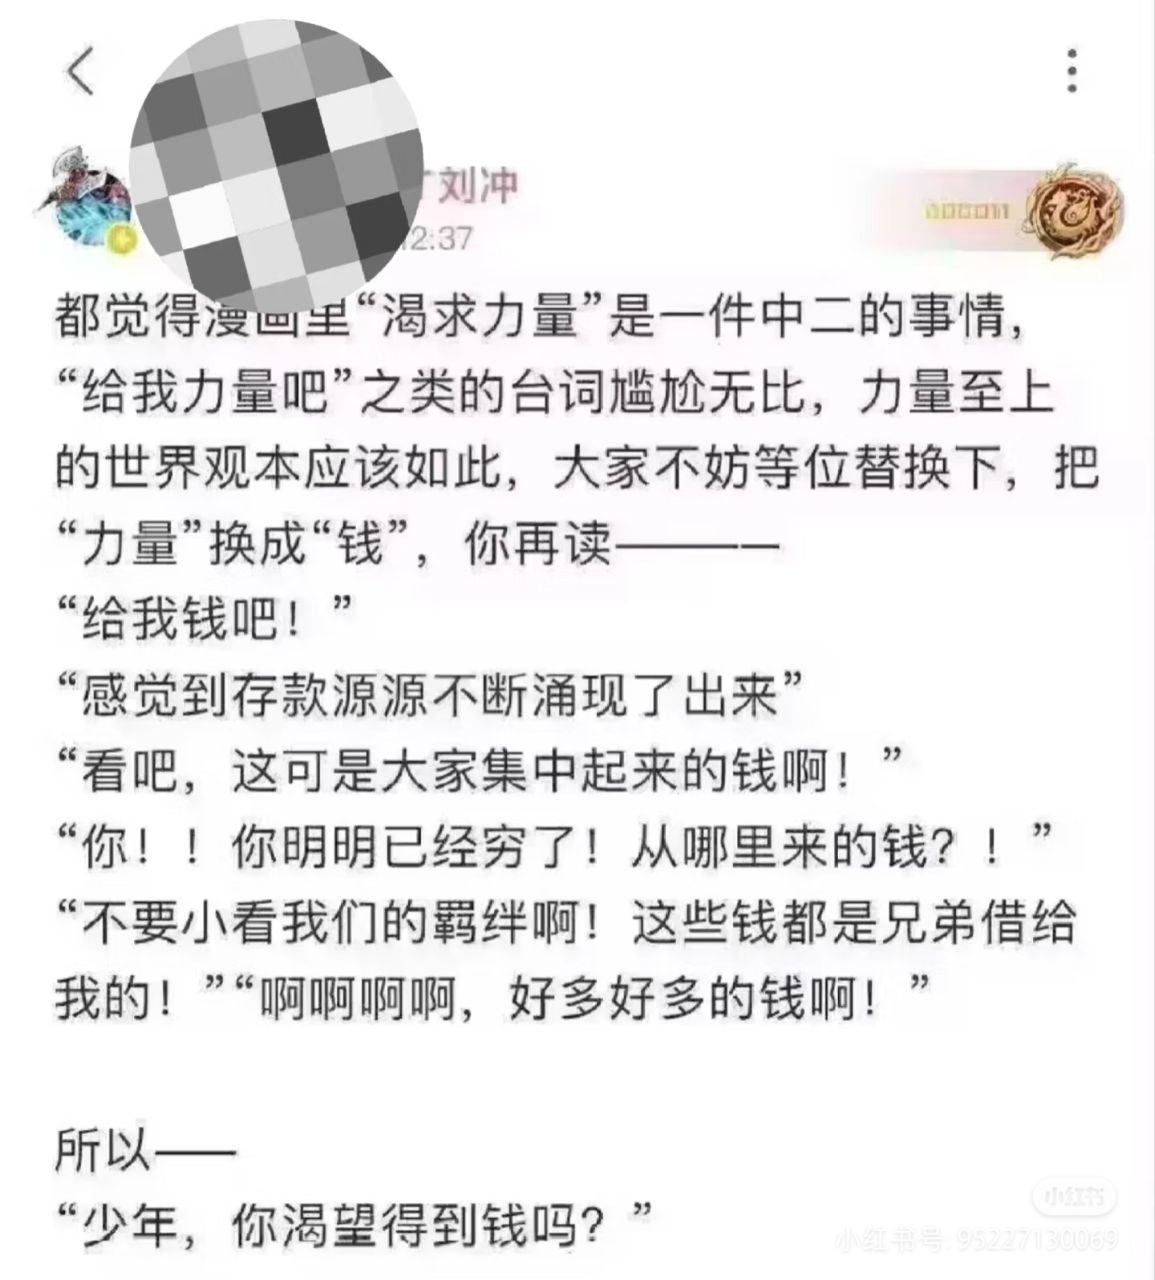 刘冲
12:37
000011
都觉得漫画里“渴求力量”是一件中二的事情，
“给我力量吧”之类的台词尴尬无比，力量至上
的世界观本应该如此，大家不妨等位替换下，把
“力量”换成“钱”，你再读————
“给我钱吧！”
“感觉到存款源源不断涌现了出来”
“看吧，这可是大家集中起来的钱啊！”
“你！！你明明已经穷了！从哪里来的钱？！”
“不要小看我们的羁绊啊！这些钱都是兄弟借给
我的！”“啊啊啊啊，好多好多的钱啊！”
所以——
“少年，你渴望得到钱吗？”
小红书
小红书号: 95227130069